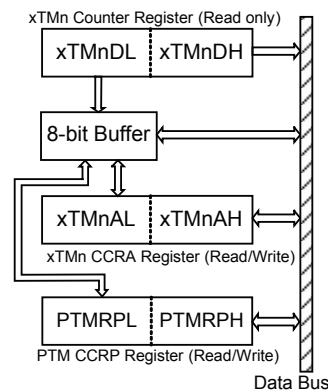 xTMn Counter Register (Read only)
xTMnDL xTMnDH
8-bit Buffer
xTMnAL xTMnAH
xTMn CCRA Register (Read/Write)
PTMRPL PTMRPH
PTM CCRP Register (Read/Write)
Data Bus